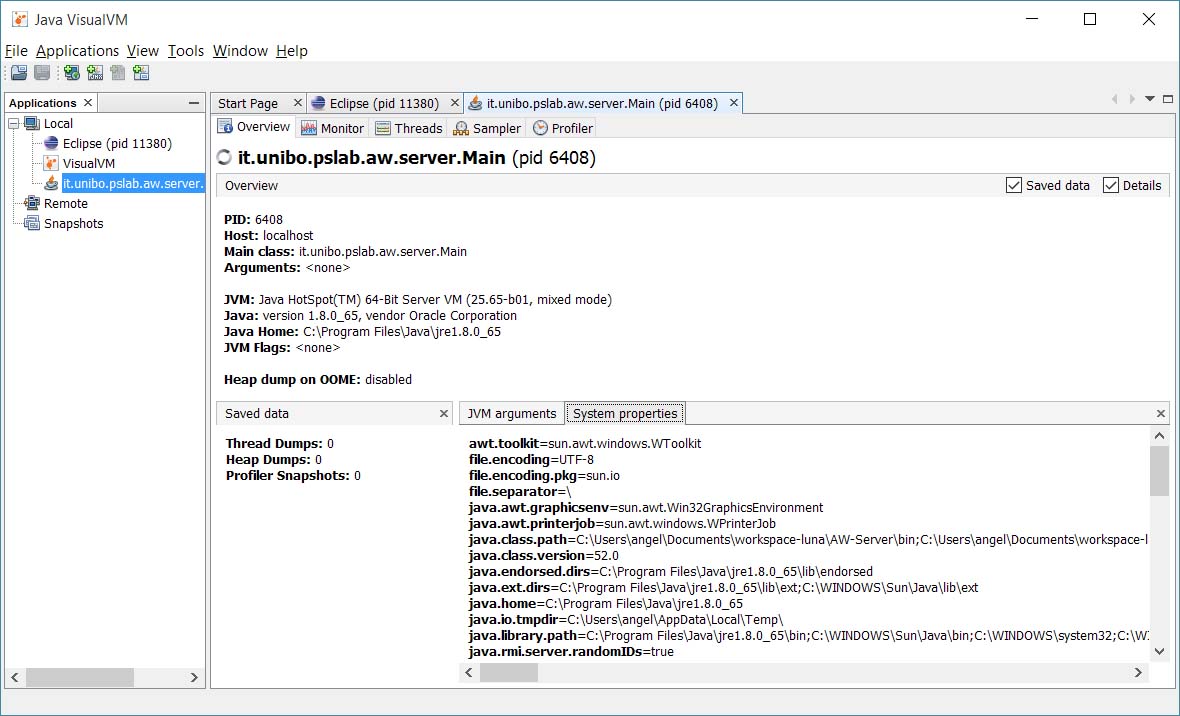 Java VisualVM
File Applications View Tools Window Help
Applications
Local
Eclipse (pid 11380)
VisualVM
it.unibo.pslab.aw.server.
Remote
Snapshots
Start Page Eclipse (pid 11380) it.unibo.pslab.aw.server.Main (pid 6408)
Overview Monitor Threads Sampler Profiler
it.unibo.pslab.aw.server.Main (pid 6408)
Overview Saved data Details
PID: 6408
Host: localhost
Main class: it.unibo.pslab.aw.server.Main
Arguments: <none>
JVM: Java HotSpot(TM) 64-Bit Server VM (25.65-b01, mixed mode)
Java: version 1.8.0_65, vendor Oracle Corporation
Java Home: C:\Program Files\Java\jre1.8.0_65
JVM Flags: <none>
Heap dump on OOME: disabled
Saved data
Thread Dumps: 0
Heap Dumps: 0
Profiler Snapshots: 0
JVM arguments System properties
awt.toolkit=sun.awt.windows.WToolkit
file.encoding=UTF-8
file.encoding.pkg=sun.io
file.separator=\
java.awt.graphicsenv=sun.awt.Win32GraphicsEnvironment
java.awt.printerjob=sun.awt.windows.WPrinterJob
java.class.path=C:\Users\angel\Documents\workspace-luna\AW-Server\bin;C:\Users\angel\Documents\workspace-l
java.class.version=52.0
java.endorsed.dirs=C:\Program Files\Java\jre1.8.0_65\lib\endorsed
java.ext.dirs=C:\Program Files\Java\jre1.8.0_65\lib\ext;C:\WINDOWS\Sun\Java\lib\ext
java.home=C:\Program Files\Java\jre1.8.0_65
java.io.tmpdir=C:\Users\angel\AppData\Local\Temp\
java.library.path=C:\Program Files\Java\jre1.8.0_65\bin;C:\WINDOWS\Sun\Java\bin;C:\WINDOWS\system32;C:\WI
java.rmi.server.randomIDs=true